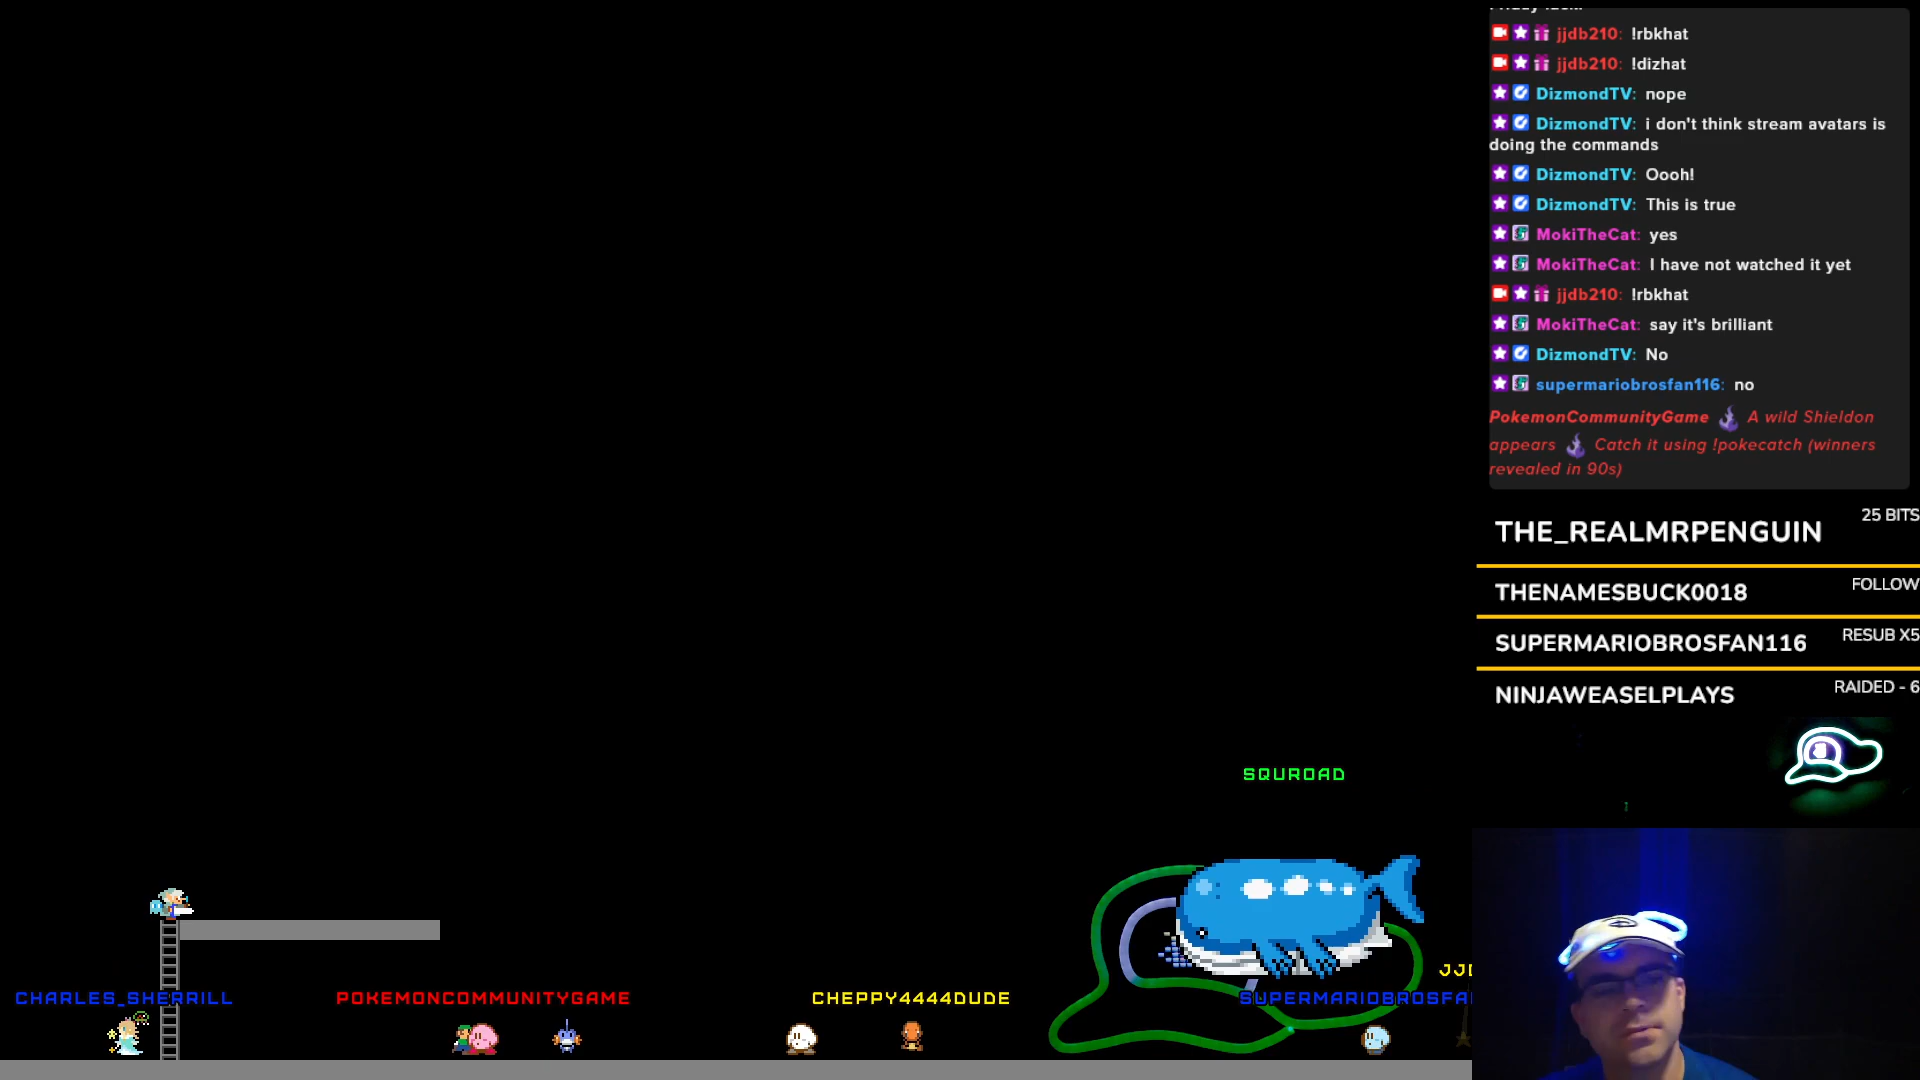 jjdb210: !rbkhat
jjdb210: !dizhat
DizmondTV: nope
DizmondTV: i don't think stream avatars is
doing the commands
DizmondTV: Oooh!
DizmondTV: This is true
MokiTheCat: yes
MokiTheCat: I have not watched it yet
jjdb210: !rbkhat
MokiTheCat: say it's brilliant
DizmondTV: No
supermariobrosfan116: no
PokemonCommunityGame A wild Shieldon
appears Catch it using !pokecatch (winners
revealed in 90s)
THE_REALMRPENGUIN 25 BITS
THENAMESBUCK0018 FOLLOW
SUPERMARIOBROSFAN116 RESUB X5
NINJAWEASELPLAYS RAIDED - 6
SQUROAD
JJD
CHARLES_SHERRILL POKEMONCOMMUNITYGAME CHEPPY4444DUDE SUPERMARIOBROSFA